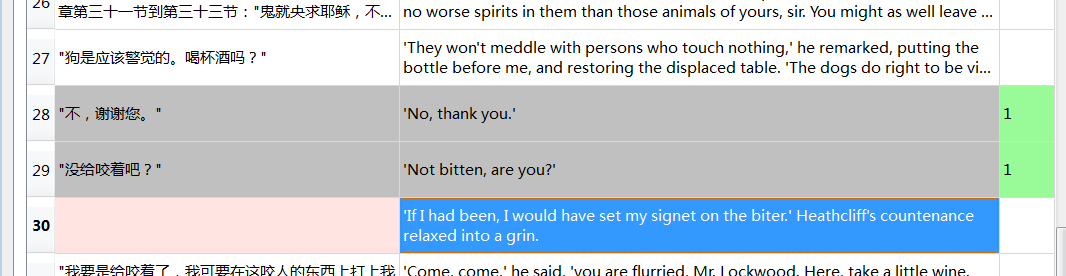 26
章第三十一节到第三十三节："鬼就央求耶稣，不...
no worse spirits in them than those animals of yours, sir. You might as well leave ...
27
"狗是应该警觉的。喝杯酒吗？"
'They won't meddle with persons who touch nothing,' he remarked, putting the
bottle before me, and restoring the displaced table. 'The dogs do right to be vi...
28
"不，谢谢您。"
'No, thank you.'
1
29
"没给咬着吧？"
'Not bitten, are you?'
1
30
'If I had been, I would have set my signet on the biter.' Heathcliff's countenance
relaxed into a grin.
"我要是给咬着了，我可要在这咬人的东西上打上我
'Come, come,' he said, 'you are flurried, Mr. Lockwood. Here, take a little wine.